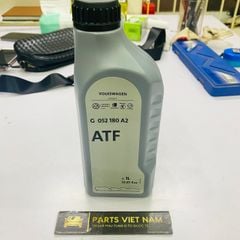 VOLKSWAGEN
G 052 180 A2
ATF
1L
PARTS VIET NAM